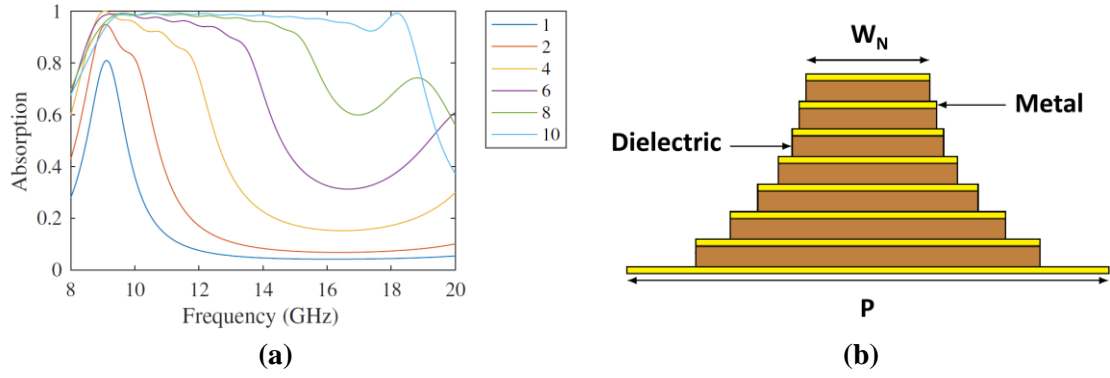 1
0.8
0.6
0.4
0.2
0
Absorption
8 10 12 14 16 18 20
Frequency (GHz)
1
2
4
6
8
10
(a)
W_N
Metal
Dielectric
P
(b)